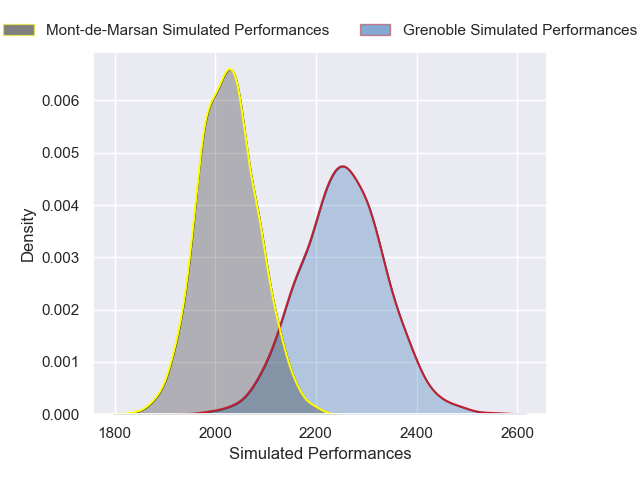 Mont-de-Marsan Simulated Performances Grenoble Simulated Performances
0.006
0.005
0.004
0.003
0.002
0.001
0.000
Density
1800 2000 2200 2400 2600
Simulated Performances